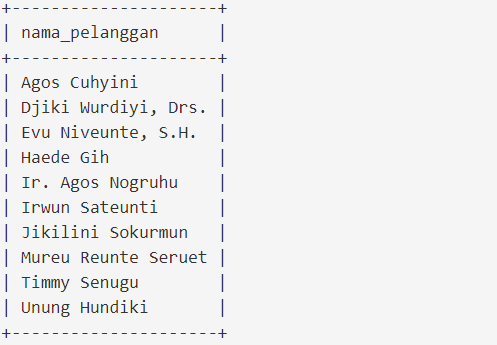 +---------------------+
| nama_pelanggan      |
+---------------------+
| Agos Cuhyini        |
| Djiki Wurdiyi, Drs. |
| Evu Niveunte, S.H.  |
| Haede Gih           |
| Ir. Agos Nogruhu    |
| Irwun Sateunti      |
| Jikilini Sokurmun   |
| Mureu Reunte Seruet |
| Timmy Senugu        |
| Unung Hundiki       |
+---------------------+